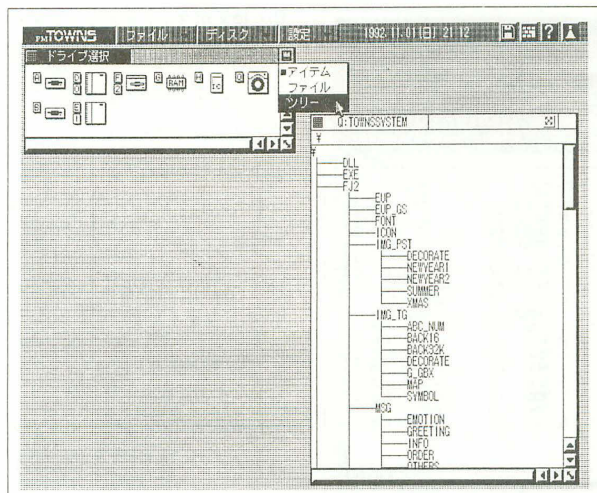 FMTOWNS ファイル ディスク 設定 1992.11.01(日) 21:12
ドライブ選択
RAM
IC
アイテム
ファイル
ツリー
Q:TOWNSSYSTEM
¥
¥
DLL
EXE
FJ2
EUP
EUP_GS
FONT
ICON
IMG_PST
DECORATE
NEWYEAR1
NEWYEAR2
SUMMER
XMAS
IMG_TG
ABC_NUM
BACK16
BACK32K
DECORATE
G_GBX
MAP
SYMBOL
MSG
EMOTION
GREETING
INFO
ORDER
OTHERS